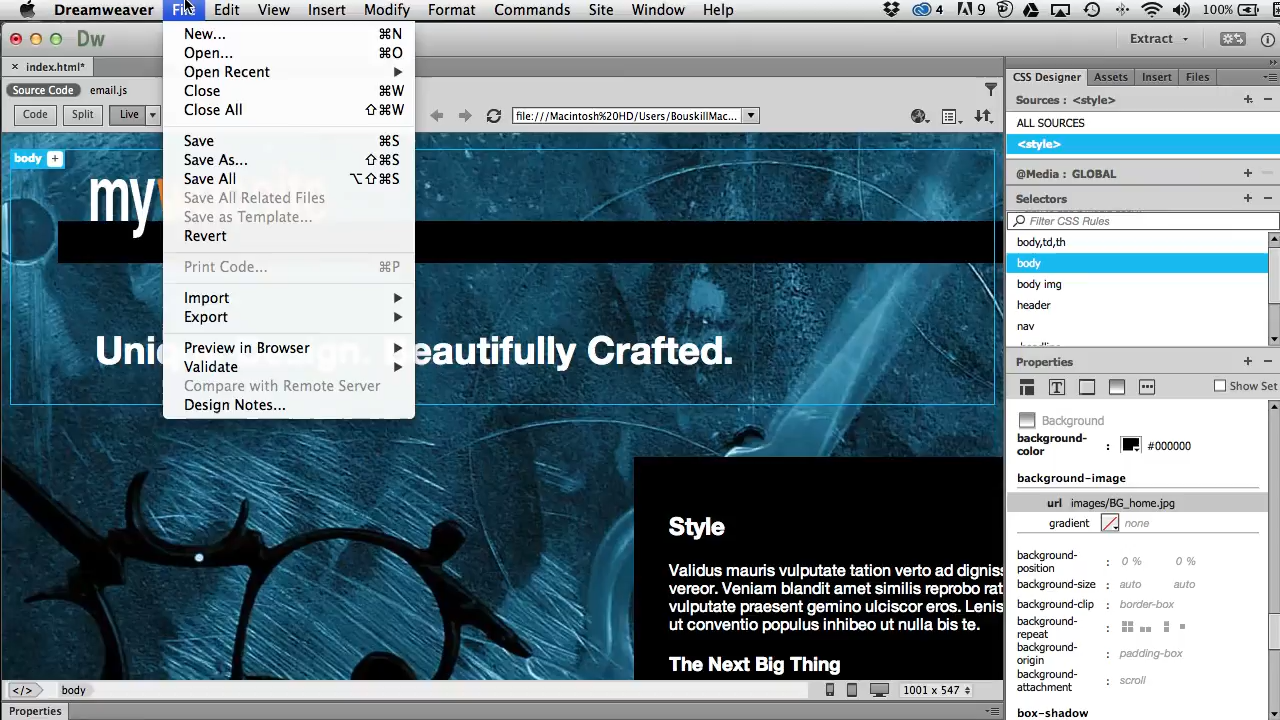 Dreamweaver File Edit View Insert Modify Format Commands Site Window Help 4 9 100%
Dw
Extract
index.html*
Source Code email.js
Code Split Live
file:///Macintosh%20HD/Users/BouskillMac...
New... ⌘N
Open... ⌘O
Open Recent
Close ⌘W
Close All ⇧⌘W
Save ⌘S
Save As... ⇧⌘S
Save All ⌥⇧⌘S
Save All Related Files
Save as Template...
Revert
Print Code... ⌘P
Import
Export
Preview in Browser
Validate
Compare with Remote Server
Design Notes...
body +
my
Beautifully Crafted.
Style
Validus mauris vulputate tation verto ad
vereor. Veniam blandit amet similis reprobo
vulputate praesent gemino ulciscor eros.
ut conventio populus inhibeo ut nulla bis te.
The Next Big Thing
</> body
1001 x 547
Properties
CSS Designer Assets Insert Files
Sources : <style>
ALL SOURCES
<style>
@Media : GLOBAL
Selectors
Filter CSS Rules
body,td,th
body
body img
header
nav
Properties
Show Set
Background
background-color : #000000
background-image
url images/BG_home.jpg
gradient none
background-position : 0 % 0 %
background-size : auto auto
background-clip : border-box
background-repeat :
background-origin : padding-box
background-attachment : scroll
box-shadow